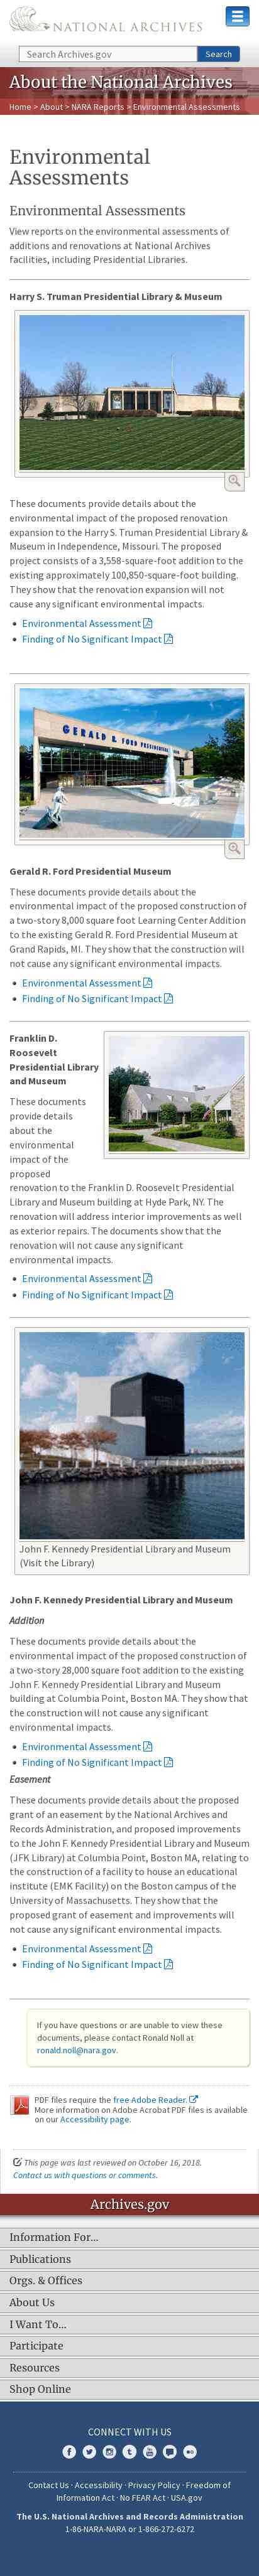 NATIONAL ARCHIVES
Search Archives.gov
Search
About the National Archives
Home > About > NARA Reports > Environmental Assessments
Environmental
Assessments
Environmental Assessments
View reports on the environmental assessments of
additions and renovations at National Archives
facilities, including Presidential Libraries.
Harry S. Truman Presidential Library & Museum
These documents provide details about the
environmental impact of the proposed renovation
expansion to the Harry S. Truman Presidential Library &
Museum in Independence, Missouri. The proposed
project consists of a 3,558-square-foot addition to the
existing approximately 100,850-square-foot building.
They show that the renovation and use will not
cause significant environmental impacts.
Environmental Assessment
Finding of No Significant Impact
GERALD R. FORD PRESIDENTIAL MUSEUM
Gerald R. Ford Presidential Museum
These documents provide details about the
environmental impact of the proposed construction of
a two-story 8,000 square foot Learning Center Addition
to the existing Gerald R. Ford Presidential Museum at
Grand Rapids, MI. They show that the construction will
not cause any significant environmental impacts.
Environmental Assessment
Finding of No Significant Impact
Franklin D.
Roosevelt
Presidential Library
and Museum
These documents
provide details
about the
environmental
impact of the
proposed
renovation to the Franklin D. Roosevelt Presidential
Library and Museum building at Hyde Park, NY. The
renovation will address interior improvements as well
as exterior repairs. The documents show that the
renovation will not cause any significant
environmental impacts.
Environmental Assessment
Finding of No Significant Impact
John F. Kennedy Presidential Library and Museum
(Visit the Library)
John F. Kennedy Presidential Library and Museum
Addition
These documents provide details about the
environmental impact of the proposed construction
of a two-story 28,000 square foot addition to the existing
John F. Kennedy Presidential Library and Museum
building at Columbia Point, Boston MA. They show that
the construction will not cause any significant
environmental impacts.
Environmental Assessment
Finding of No Significant Impact
Easement
These documents provide details about the proposed
grant of an easement by the National Archives and
Records Administration, and proposed improvements,
to the John F. Kennedy Presidential Library and Museum
(JFK Library) at Columbia Point, Boston MA, relating to
the construction of a facility to house an educational
institute (EMK Facility) on the Boston campus of the
University of Massachusetts. They show that the
proposed grant of easement and improvements will
not cause any significant environmental impacts.
Environmental Assessment
Finding of No Significant Impact
If you have questions or are unable to view these
documents, please contact Ronald Noll at
ronald.noll@nara.gov.
PDF files require the free Adobe Reader.
More information on Adobe Acrobat PDF files is available
on our Accessibility page.
This page was last reviewed on October 16, 2018.
Contact us with questions or comments.
Archives.gov
Information For…
Publications
Orgs. & Offices
About Us
I Want To…
Participate
Resources
Shop Online
CONNECT WITH US
Contact Us · Accessibility · Privacy Policy · Freedom of
Information Act · No FEAR Act · USA.gov
The U.S. National Archives and Records Administration
1-86-NARA-NARA or 1-866-272-6272